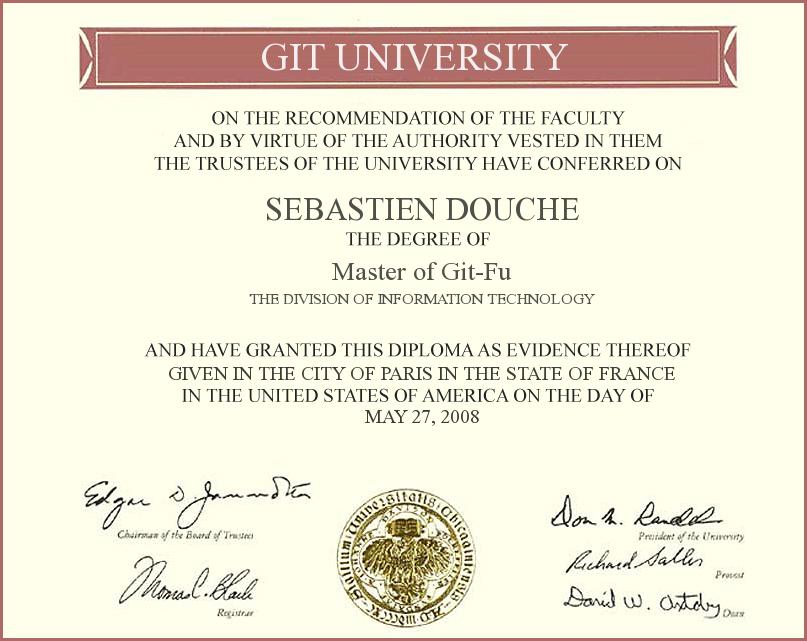 GIT UNIVERSITY
ON THE RECOMMENDATION OF THE FACULTY
AND BY VIRTUE OF THE AUTHORITY VESTED IN THEM
THE TRUSTEES OF THE UNIVERSITY HAVE CONFERRED ON
SEBASTIEN DOUCHE
THE DEGREE OF
Master of Git-Fu
THE DIVISION OF INFORMATION TECHNOLOGY
AND HAVE GRANTED THIS DIPLOMA AS EVIDENCE THEREOF
GIVEN IN THE CITY OF PARIS IN THE STATE OF FRANCE
IN THE UNITED STATES OF AMERICA ON THE DAY OF
MAY 27, 2008
Edgar D.
Chairman of the Board of Trustees
Thomas C.
Registrar
Sigillum Universitatis Chicaginiensis
Don M. Randel
President of the University
Richard Saller
Provost
David W.
Dean